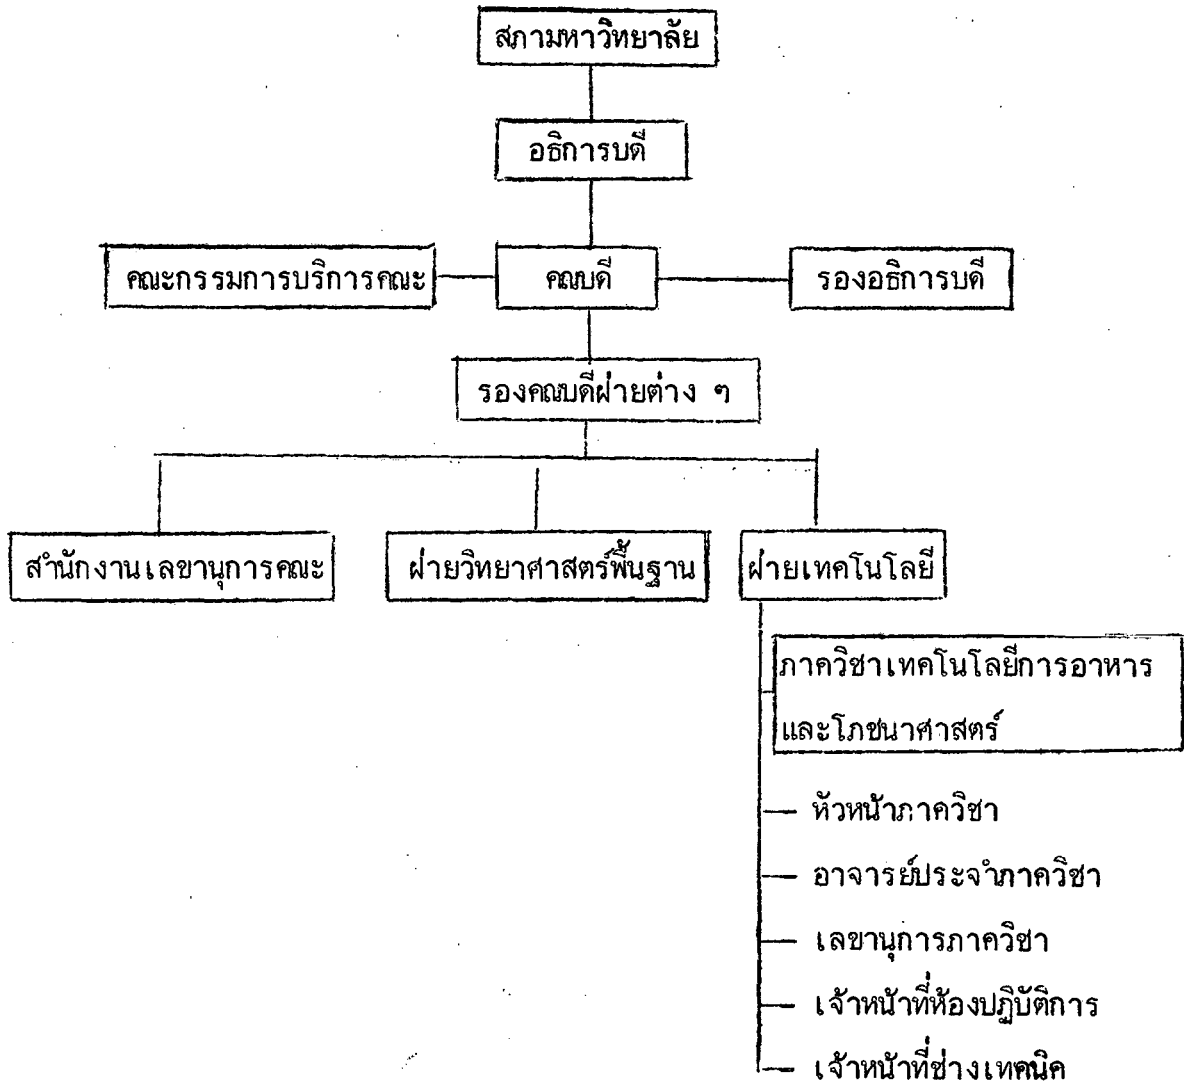 สภามหาวิทยาลัย
อธิการบดี
คณะกรรมการบริการคณะ
คณบดี
รองอธิการบดี
รองคณบดีฝ่ายต่าง ๆ
สำนักงานเลขานุการคณะ
ฝ่ายวิทยาศาสตร์พื้นฐาน
ฝ่ายเทคโนโลยี
ภาควิชาเทคโนโลยีการอาหาร
และโภชนาศาสตร์
หัวหน้าภาควิชา
อาจารย์ประจำภาควิชา
เลขานุการภาควิชา
เจ้าหน้าที่ห้องปฏิบัติการ
เจ้าหน้าที่ช่างเทคนิค